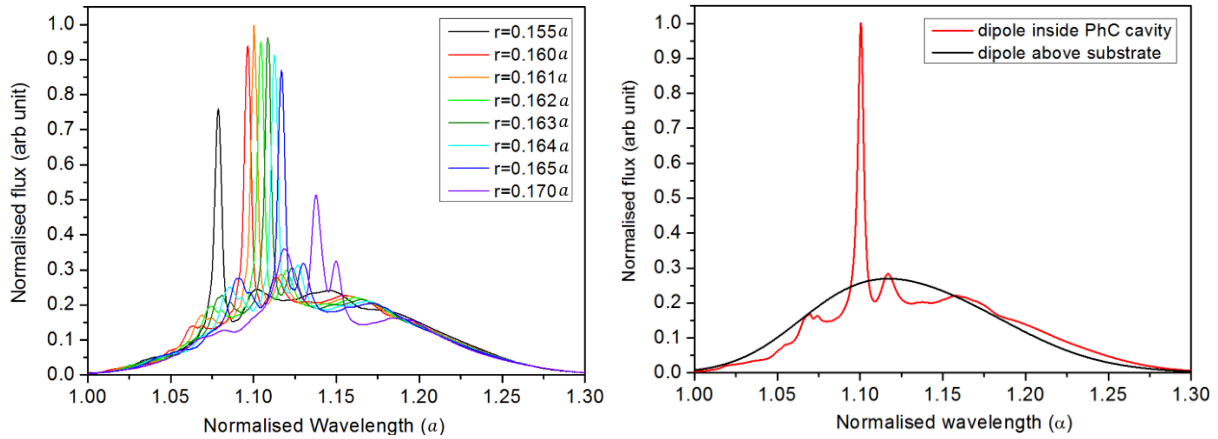 Normalised flux (arb unit)
1.0
0.9
0.8
0.7
0.6
0.5
0.4
0.3
0.2
0.1
0.0
1.00 1.05 1.10 1.15 1.20 1.25 1.30
Normalised Wavelength (a)
r=0.155a
r=0.160a
r=0.161a
r=0.162a
r=0.163a
r=0.164a
r=0.165a
r=0.170a
Normalised flux (arb unit)
1.0
0.9
0.8
0.7
0.6
0.5
0.4
0.3
0.2
0.1
0.0
1.00 1.05 1.10 1.15 1.20 1.25 1.30
Normalised wavelength (α)
dipole inside PhC cavity
dipole above substrate